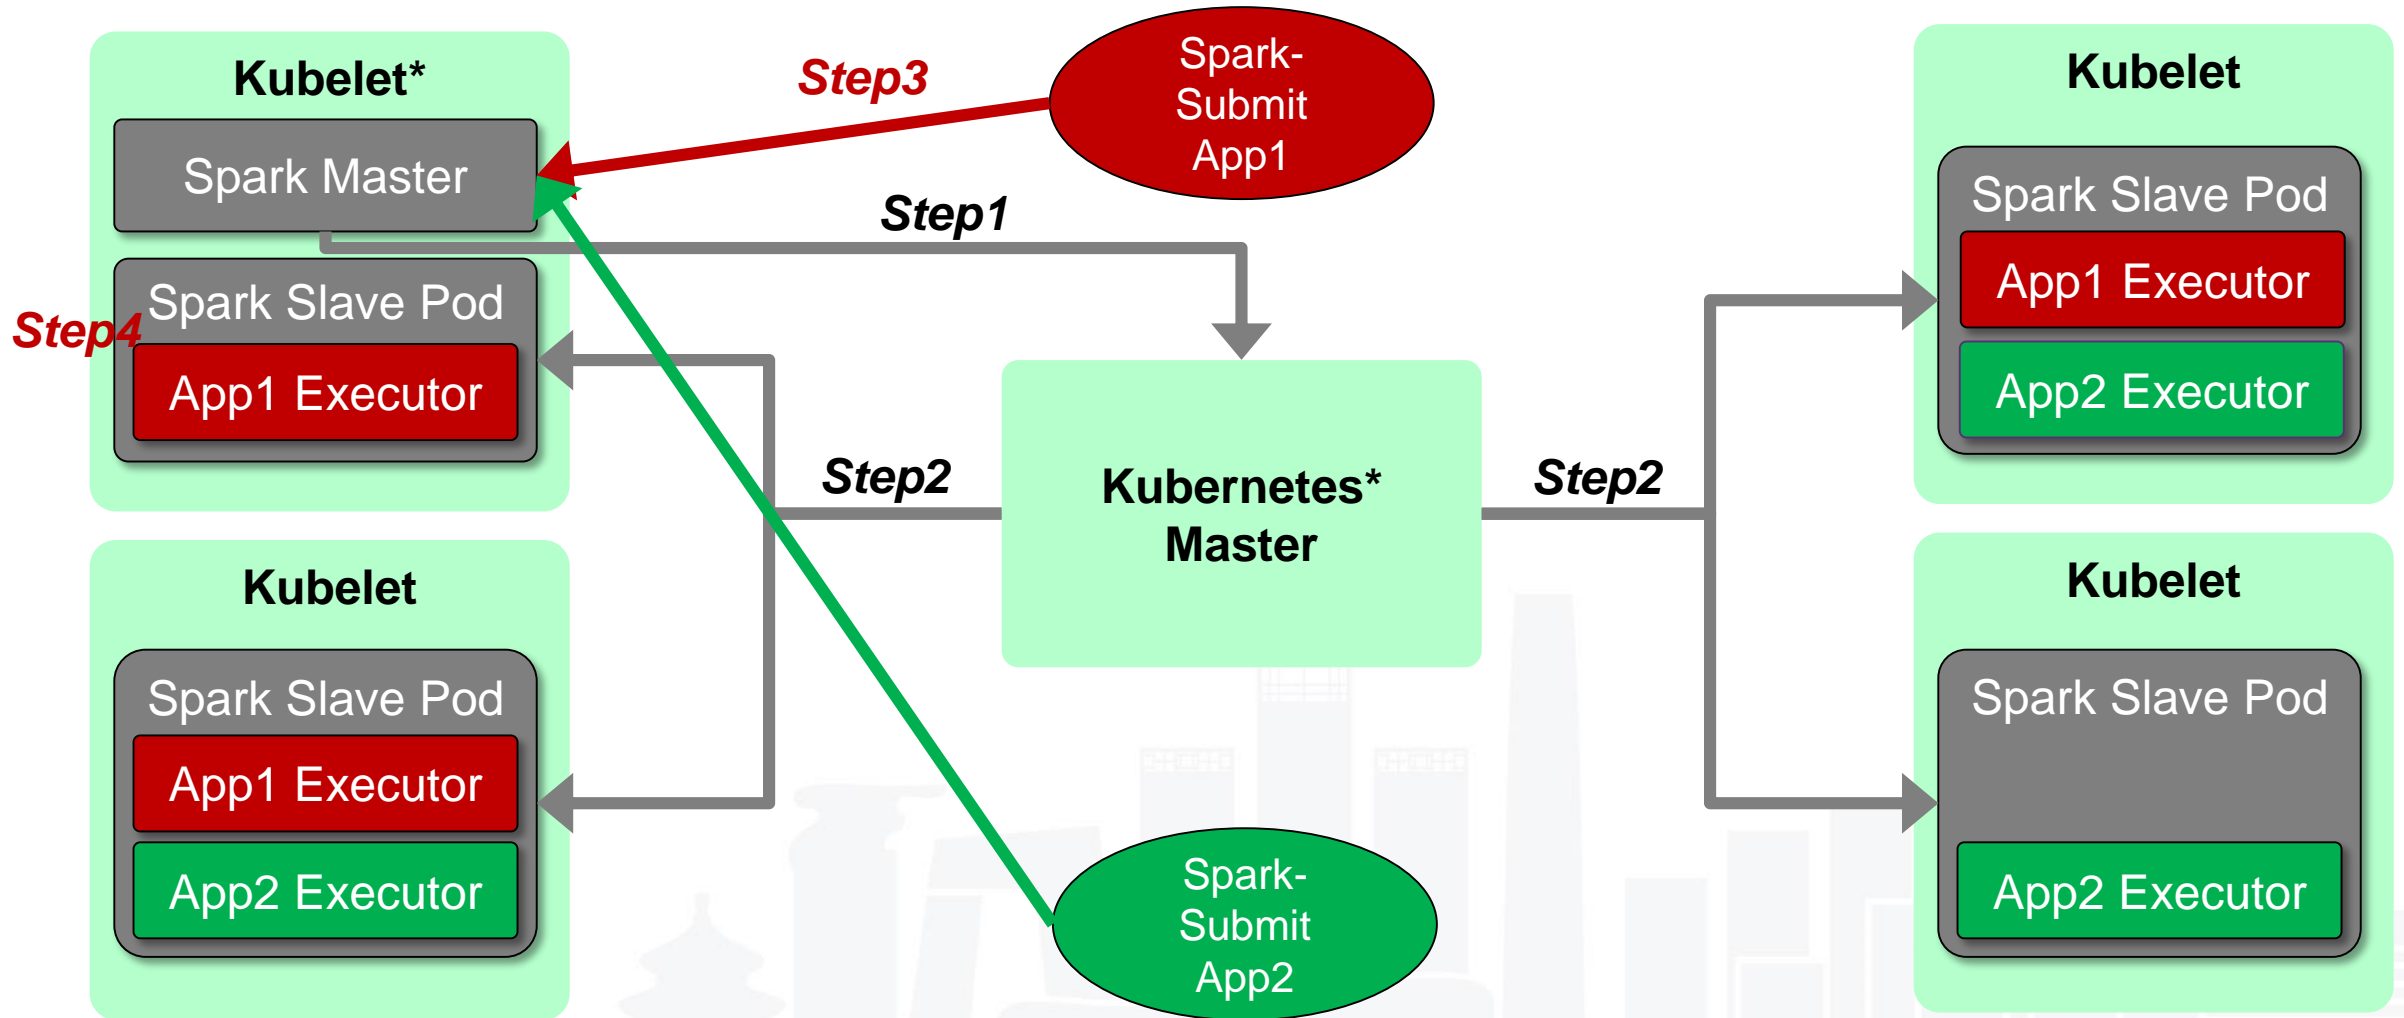 Kubelet*
Spark Master
Spark Slave Pod
App1 Executor
Step4
Kubelet
Spark Slave Pod
App1 Executor
App2 Executor
Step3
Spark-
Submit
App1
Step1
Step2
Kubernetes*
Master
Step2
Spark-
Submit
App2
Kubelet
Spark Slave Pod
App1 Executor
App2 Executor
Kubelet
Spark Slave Pod
App2 Executor